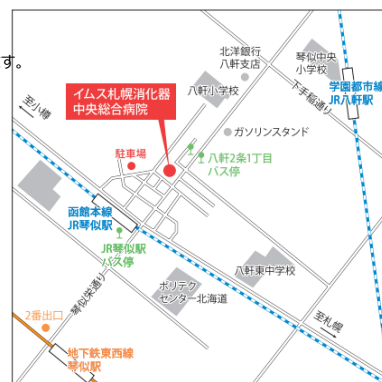 す。
北洋銀行
八軒支店
琴似中央
小学校
学園都市線
JR八軒駅
下手稲通り
八軒小学校
イムス札幌消化器
中央総合病院
至小樽
ガソリンスタンド
駐車場
八軒2条1丁目
バス停
函館本線
JR琴似駅
JR琴似駅
バス停
八軒東中学校
ポリテク
センター北海道
琴似栄通り
至札幌
2番出口
地下鉄東西線
琴似駅